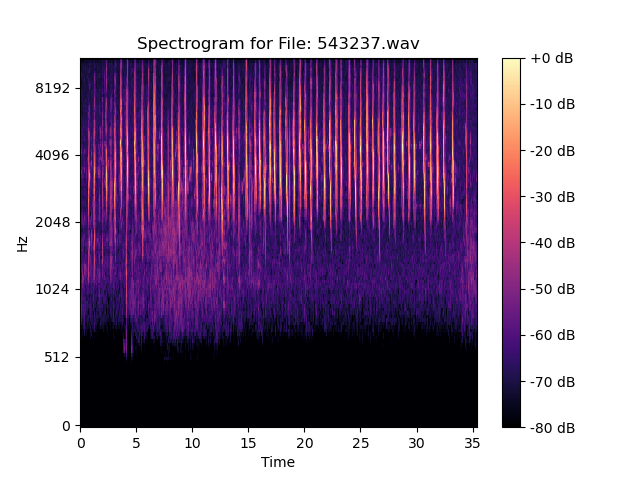 Spectrogram for File: 543237.wav
+0 dB
8192
-10 dB
4096
-20 dB
-30 dB
2048
Hz
-40 dB
1024
-50 dB
-60 dB
512
-70 dB
0
-80 dB
0 5 10 15 20 25 30 35
Time